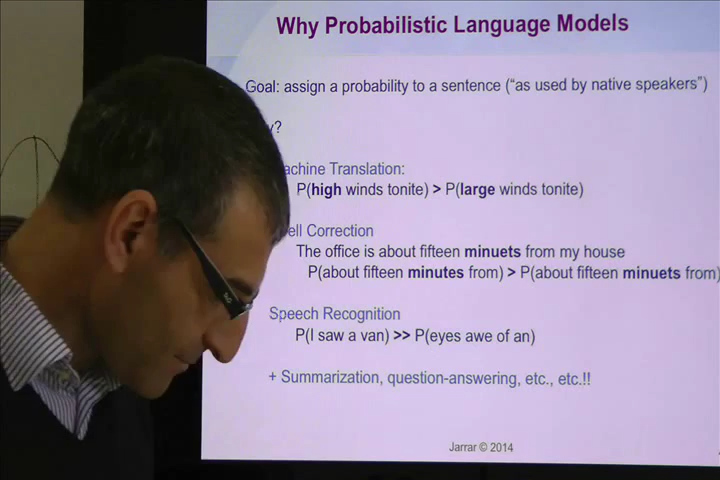 Why Probabilistic Language Models
Goal: assign a probability to a sentence (“as used by native speakers”)
y?
achine Translation:
P(high winds tonite) > P(large winds tonite)
ell Correction
The office is about fifteen minuets from my house
P(about fifteen minutes from) > P(about fifteen minuets from)
Speech Recognition
P(I saw a van) >> P(eyes awe of an)
+ Summarization, question-answering, etc., etc.!!
Jarrar © 2014